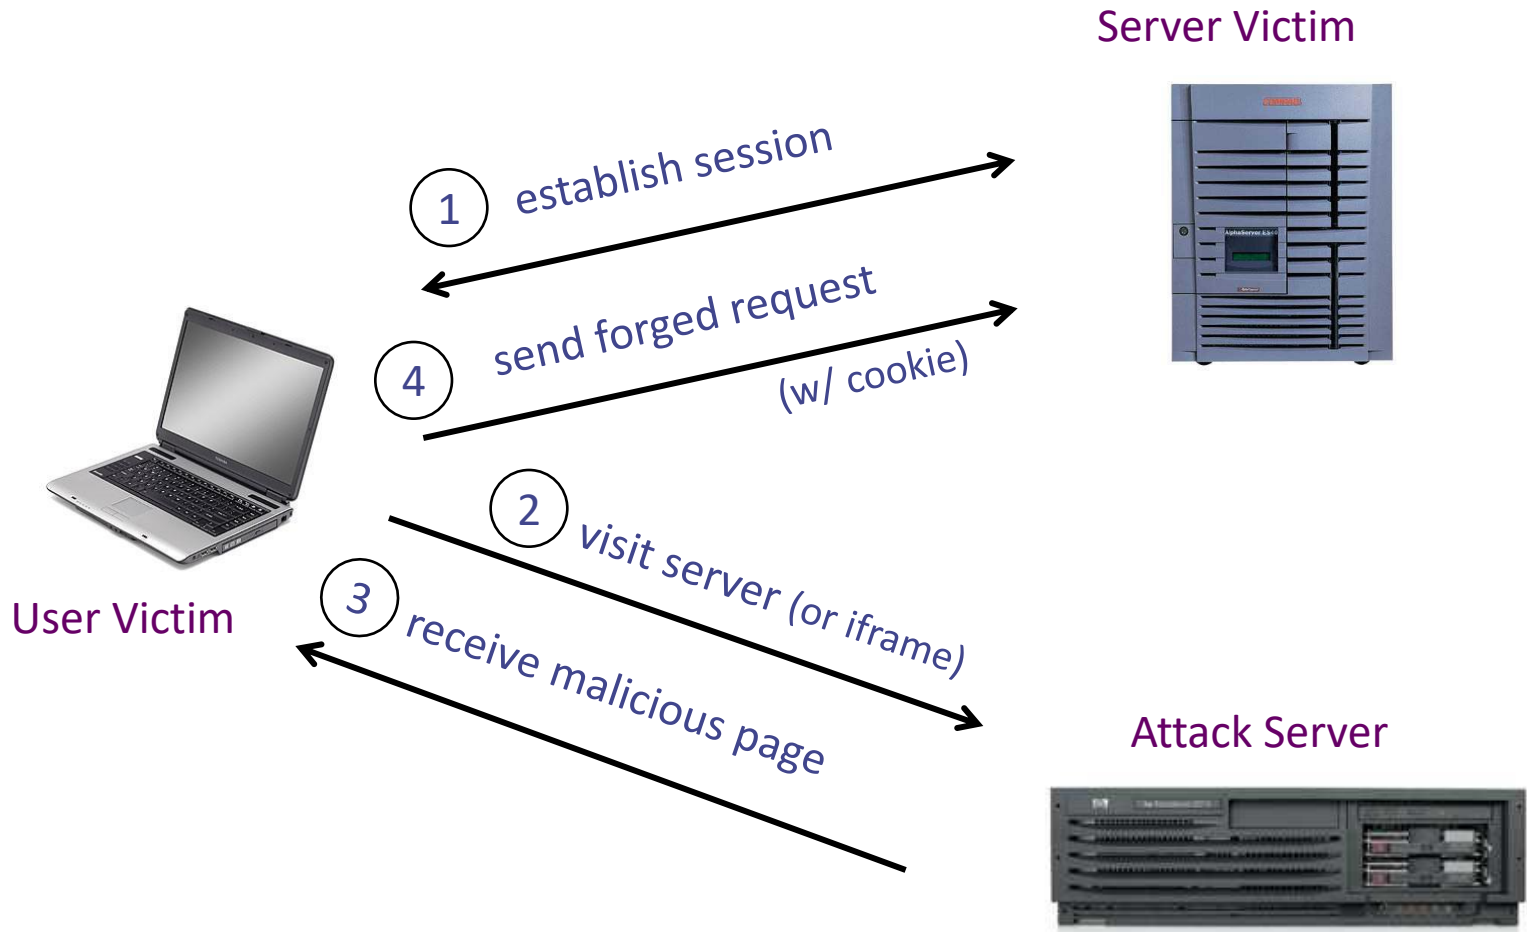 Server Victim
1 establish session
4 send forged request
(w/ cookie)
2 visit server (or iframe)
User Victim
3 receive malicious page
Attack Server